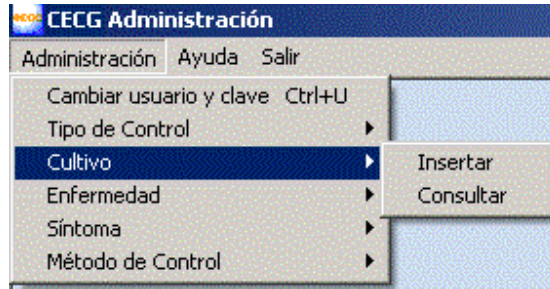 CECG Administración
Administración Ayuda Salir
Cambiar usuario y clave Ctrl+U
Tipo de Control
Cultivo
Insertar
Enfermedad
Consultar
Síntoma
Método de Control